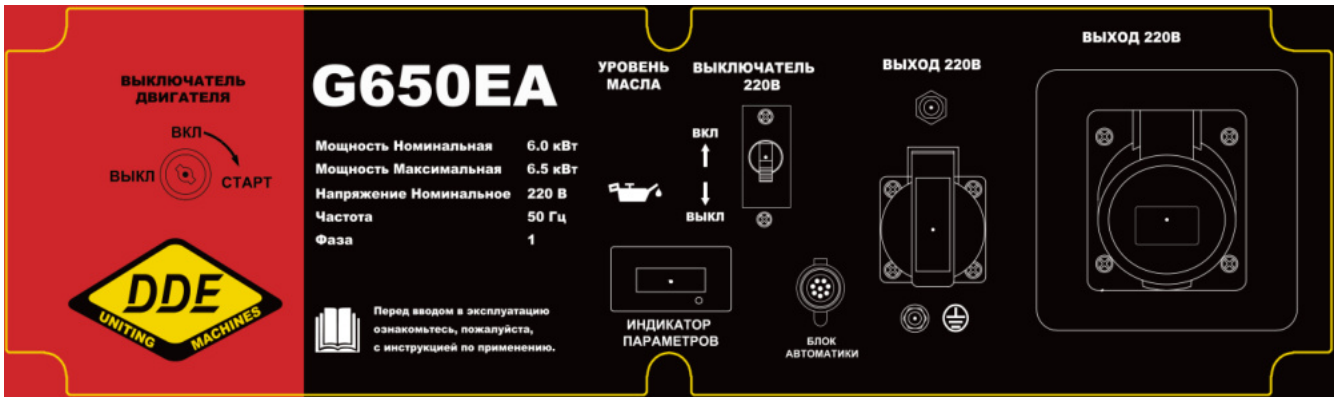 ВЫКЛЮЧАТЕЛЬ
ДВИГАТЕЛЯ
ВКЛ
ВЫКЛ
СТАРТ
DDE
UNITING MACHINES
G650EA
Мощность Номинальная 6.0 кВт
Мощность Максимальная 6.5 кВт
Напряжение Номинальное 220 В
Частота 50 Гц
Фаза 1
Перед вводом в эксплуатацию
ознакомьтесь, пожалуйста,
с инструкцией по применению.
УРОВЕНЬ
МАСЛА
ВЫКЛЮЧАТЕЛЬ
220В
ВКЛ
ВЫКЛ
ИНДИКАТОР
ПАРАМЕТРОВ
БЛОК
АВТОМАТИКИ
ВЫХОД 220В
ВЫХОД 220В